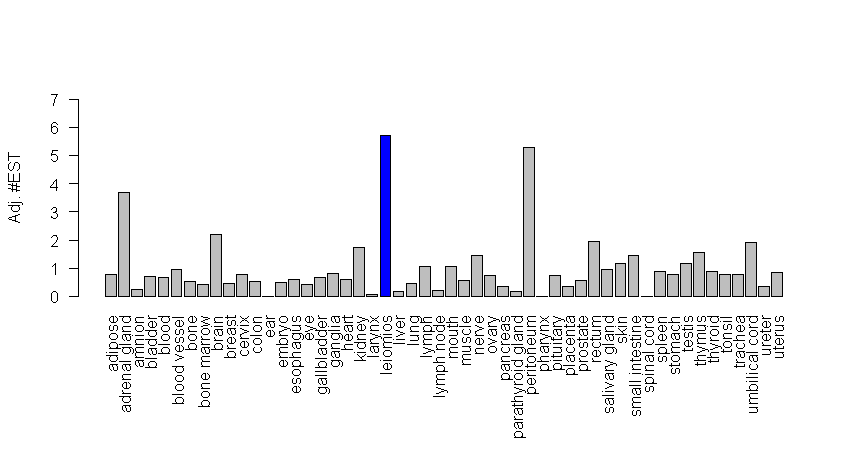 Adj. #EST
7
6
5
4
3
2
1
0
adipose
adrenal gland
amnion
bladder
blood
blood vessel
bone
bone marrow
brain
breast
cervix
colon
ear
embryo
esophagus
eye
gallbladder
ganglia
heart
kidney
larynx
leiomios
liver
lung
lymph
lymph node
mouth
muscle
nerve
ovary
pancreas
parathyroid gland
peritoneum
pharynx
pituitary
placenta
prostate
rectum
salivary gland
skin
small intestine
spinal cord
spleen
stomach
testis
thymus
thyroid
tonsil
trachea
umbilical cord
ureter
uterus